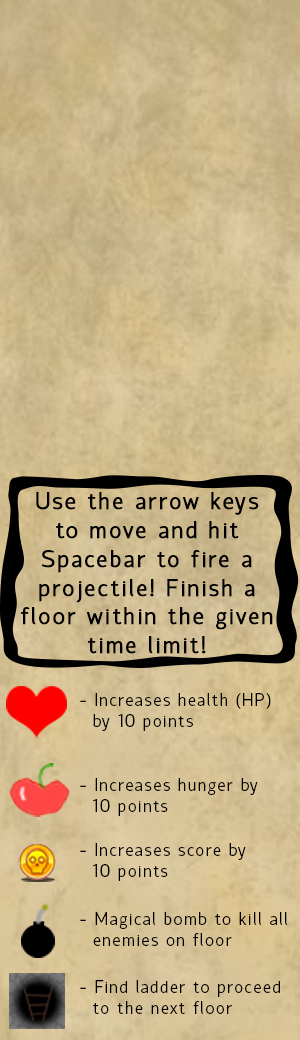 Use the arrow keys
to move and hit
Spacebar to fire a
projectile! Finish a
floor within the given
time limit!
- Increases health (HP)
by 10 points
- Increases hunger by
10 points
- Increases score by
10 points
- Magical bomb to kill all
enemies on floor
- Find ladder to proceed
to the next floor